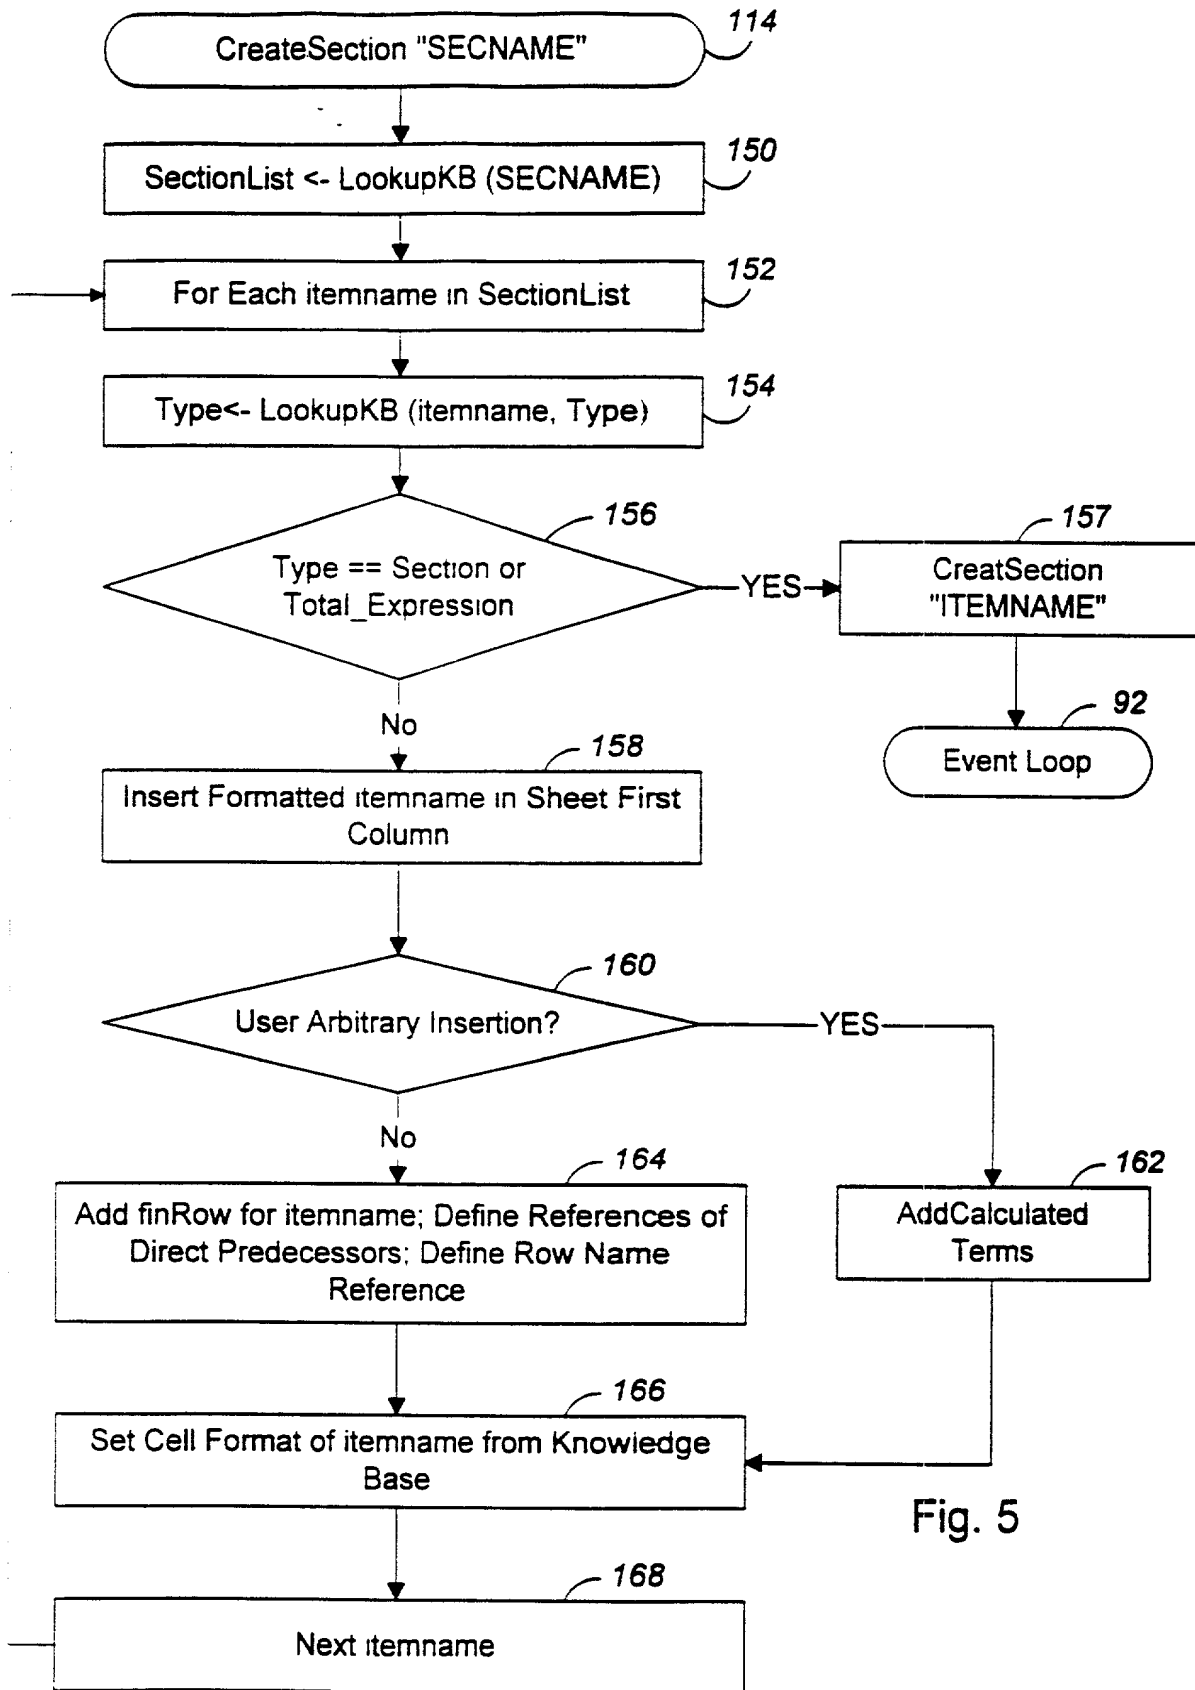 CreateSection "SECNAME"
114
SectionList <- LookupKB (SECNAME)
150
For Each itemname in SectionList
152
Type<- LookupKB (itemname, Type)
154
156
Type == Section or
Total_Expression
YES
157
CreatSection
"ITEMNAME"
No
92
Event Loop
158
Insert Formatted itemname in Sheet First
Column
160
User Arbitrary Insertion?
YES
No
164
Add finRow for itemname; Define References of
Direct Predecessors; Define Row Name
Reference
162
AddCalculated
Terms
166
Set Cell Format of itemname from Knowledge
Base
Fig. 5
168
Next itemname